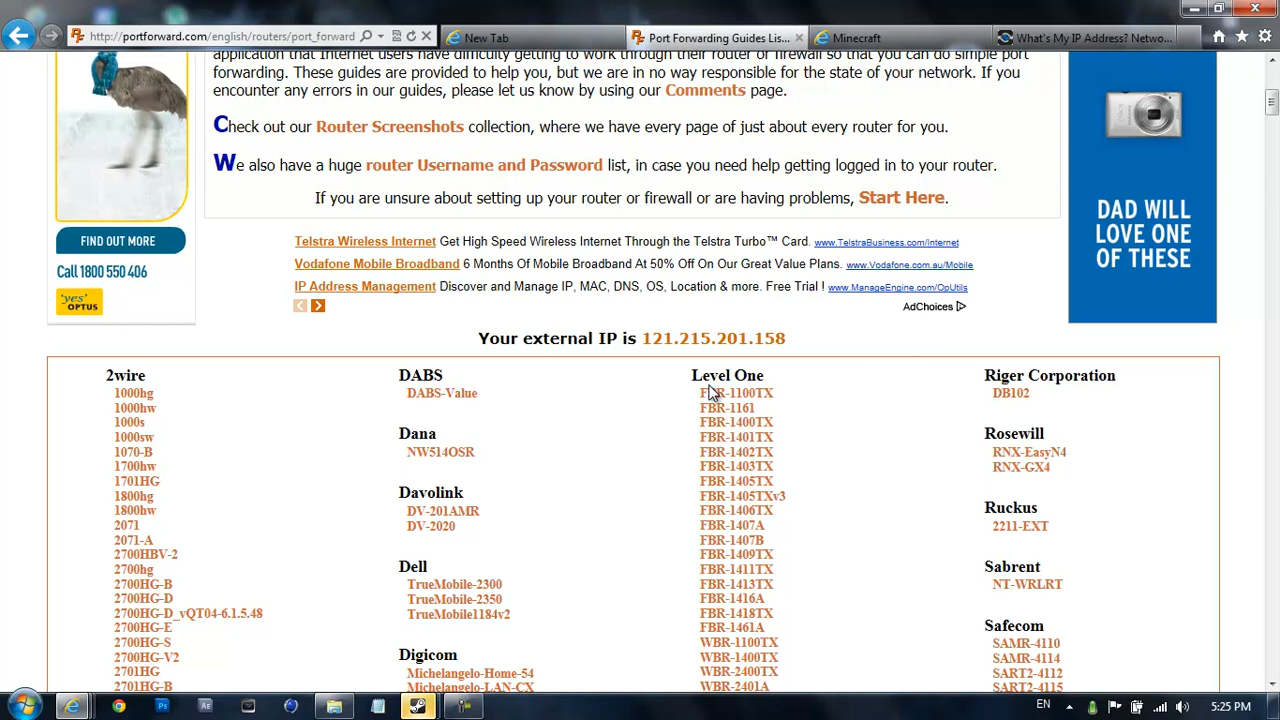 http://portforward.com/english/routers/port_forward
New Tab
Port Forwarding Guides Lis...
Minecraft
What's My IP Address? Netwo...
application that Internet users have difficulty getting to work through their router or firewall so that you can do simple port
forwarding. These guides are provided to help you, but we are in no way responsible for the state of your network. If you
encounter any errors in our guides, please let us know by using our Comments page.
Check out our Router Screenshots collection, where we have every page of just about every router for you.
We also have a huge router Username and Password list, in case you need help getting logged in to your router.
If you are unsure about setting up your router or firewall or are having problems, Start Here.
FIND OUT MORE
Call 1800 550 406
'yes'
OPTUS
DAD WILL
LOVE ONE
OF THESE
Telstra Wireless Internet Get High Speed Wireless Internet Through the Telstra Turbo™ Card. www.TelstraBusiness.com/Internet
Vodafone Mobile Broadband 6 Months Of Mobile Broadband At 50% Off On Our Great Value Plans. www.Vodafone.com.au/Mobile
IP Address Management Discover and Manage IP, MAC, DNS, OS, Location & more. Free Trial ! www.ManageEngine.com/OpUtils
AdChoices
Your external IP is 121.215.201.158
2wire
1000hg
1000hw
1000s
1000sw
1070-B
1700hw
1701HG
1800hg
1800hw
2071
2071-A
2700HBV-2
2700hg
2700HG-B
2700HG-D
2700HG-D_vQT04-6.1.5.48
2700HG-E
2700HG-S
2700HG-V2
2701HG
2701HG-B
DABS
DABS-Value
Dana
NW514OSR
Davolink
DV-201AMR
DV-2020
Dell
TrueMobile-2300
TrueMobile-2350
TrueMobile1184v2
Digicom
Michelangelo-Home-54
Michelangelo-LAN-CX
Level One
FBR-1100TX
FBR-1161
FBR-1400TX
FBR-1401TX
FBR-1402TX
FBR-1403TX
FBR-1405TX
FBR-1405TXv3
FBR-1406TX
FBR-1407A
FBR-1407B
FBR-1409TX
FBR-1411TX
FBR-1413TX
FBR-1416A
FBR-1418TX
FBR-1461A
WBR-1100TX
WBR-1400TX
WBR-2400TX
WBR-2401A
Riger Corporation
DB102
Rosewill
RNX-EasyN4
RNX-GX4
Ruckus
2211-EXT
Sabrent
NT-WRLRT
Safecom
SAMR-4110
SAMR-4114
SART2-4112
SART2-4115
Ps
Ae
EN
5:25 PM